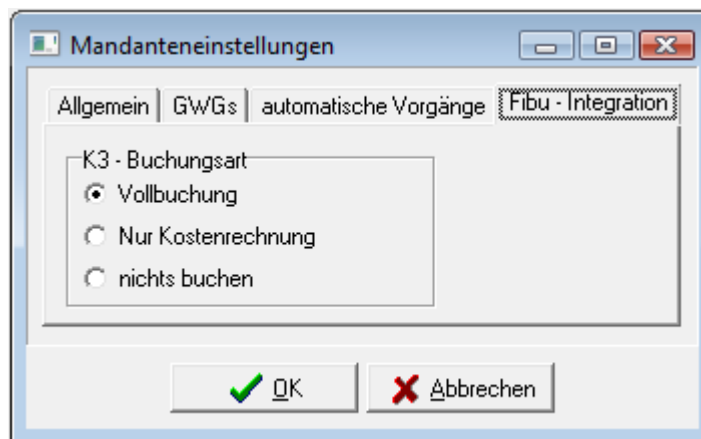 Mandanteneinstellungen
Allgemein GWGs automatische Vorgänge Fibu - Integration
K3 - Buchungsart
Vollbuchung
Nur Kostenrechnung
nichts buchen
OK Abbrechen